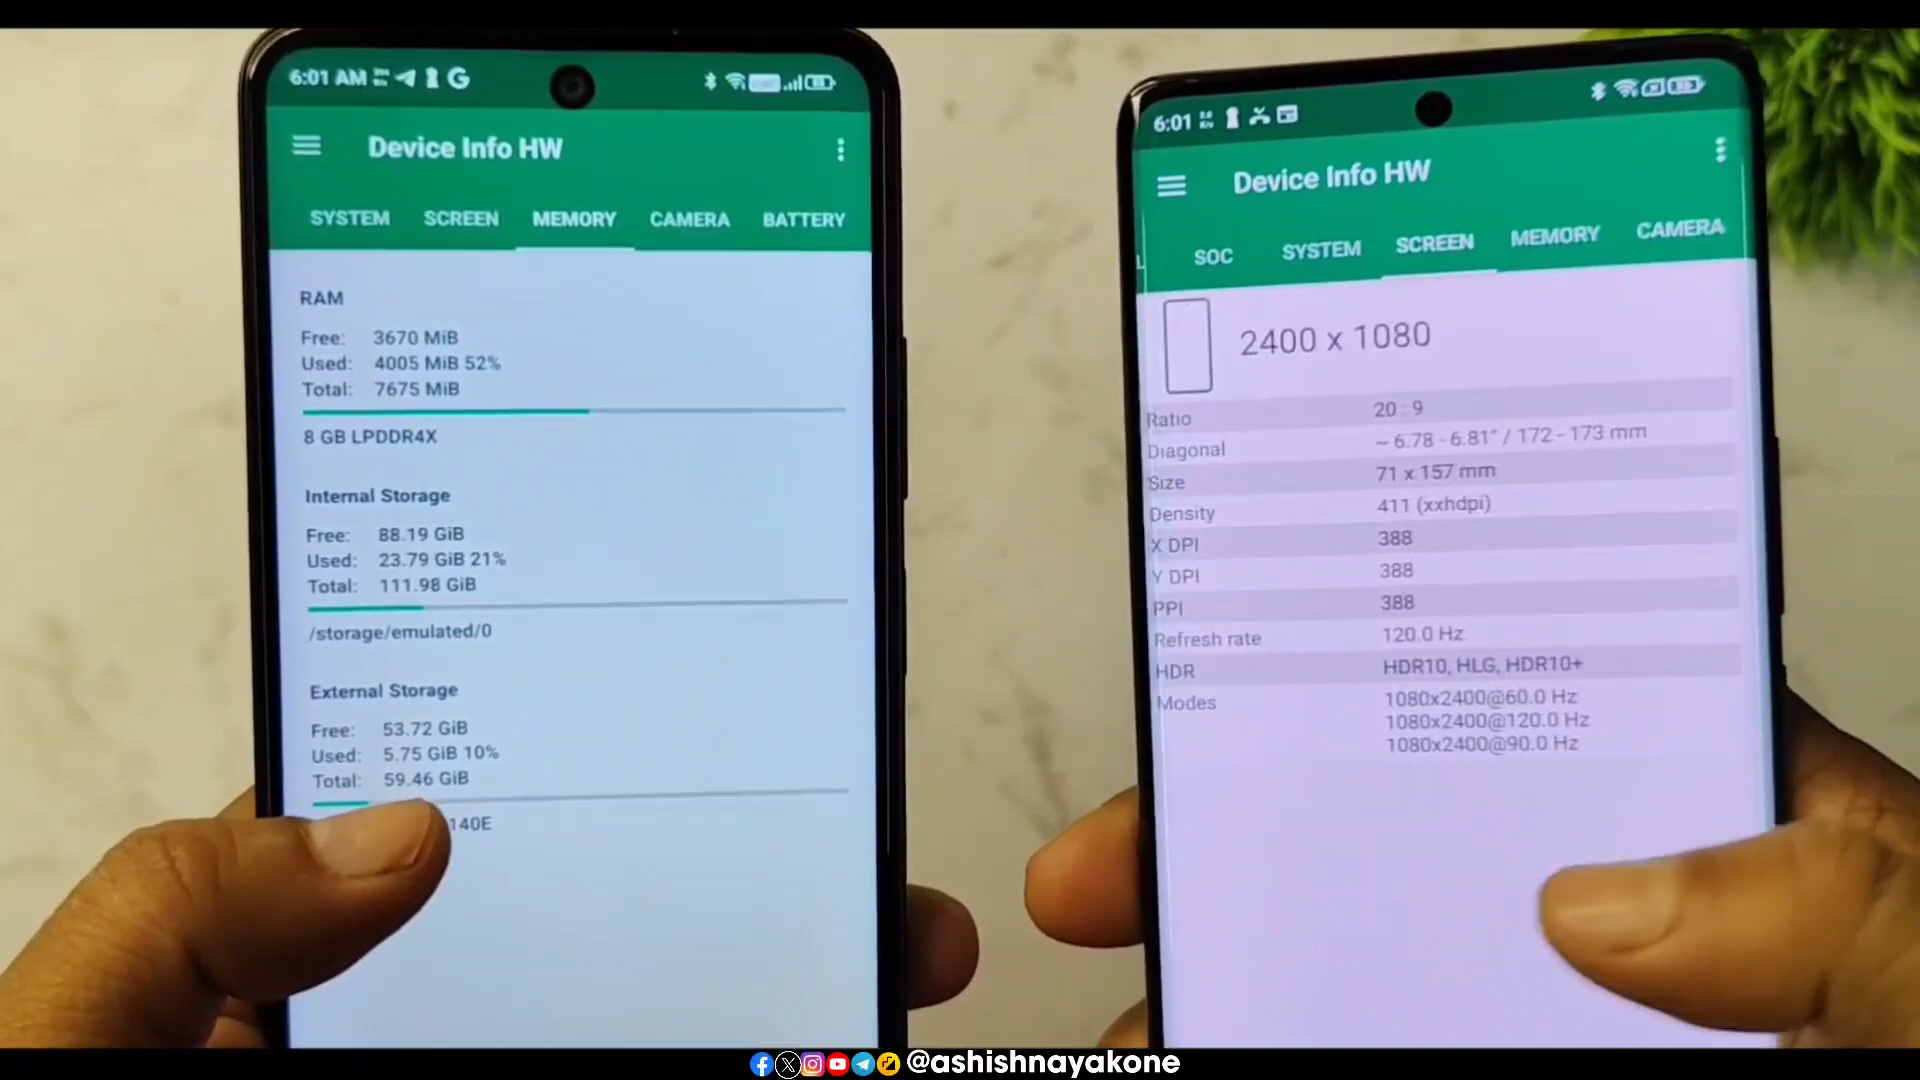 6:01 AM
Device Info HW
SYSTEM SCREEN MEMORY CAMERA BATTERY
RAM
Free: 3670 MiB
Used: 4005 MiB 52%
Total: 7675 MiB
8 GB LPDDR4X
Internal Storage
Free: 88.19 GiB
Used: 23.79 GiB 21%
Total: 111.98 GiB
/storage/emulated/0
External Storage
Free: 53.72 GiB
Used: 5.75 GiB 10%
Total: 59.46 GiB
140E
6:01
Device Info HW
SOC SYSTEM SCREEN MEMORY CAMERA
2400 x 1080
Ratio 20 : 9
Diagonal ~ 6.78 - 6.81" / 172 - 173 mm
Size 71 x 157 mm
Density 411 (xxhdpi)
X DPI 388
Y DPI 388
PPI 388
Refresh rate 120.0 Hz
HDR HDR10, HLG, HDR10+
Modes 1080x2400@60.0 Hz
1080x2400@120.0 Hz
1080x2400@90.0 Hz
@ashishnayakone